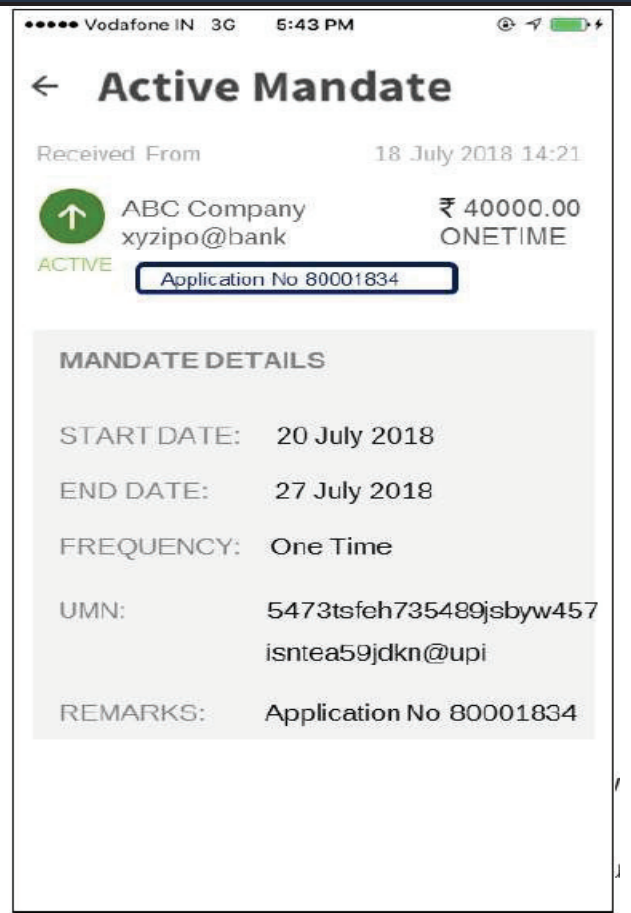 Vodafone IN 3G 5:43 PM
← Active Mandate
Received From 18 July 2018 14:21
ABC Company ₹ 40000.00
xyzipo@bank ONETIME
ACTIVE
Application No 80001834
MANDATE DETAILS
START DATE: 20 July 2018
END DATE: 27 July 2018
FREQUENCY: One Time
UMN: 5473tsfeh735489jsbyw457
isntea59jdkn@upi
REMARKS: Application No 80001834